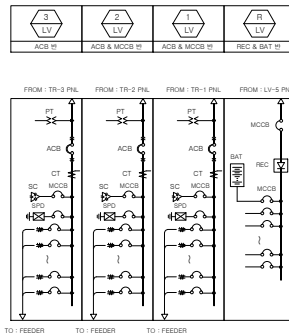 3
LV
2
LV
1
LV
R
LV
ACB 반
ACB & MCCB 반
ACB & MCCB 반
REC & BAT 반
FROM : TR-3 PNL
FROM : TR-2 PNL
FROM : TR-1 PNL
FROM : LV-5 PN
PT
ACB
CT
SC
MCCB
SPD
PT
ACB
CT
SC
MCCB
SPD
PT
ACB
CT
SC
MCCB
SPD
MCCB
BAT
REC
MCCB
TO : FEEDER
TO : FEEDER
TO : FEEDER